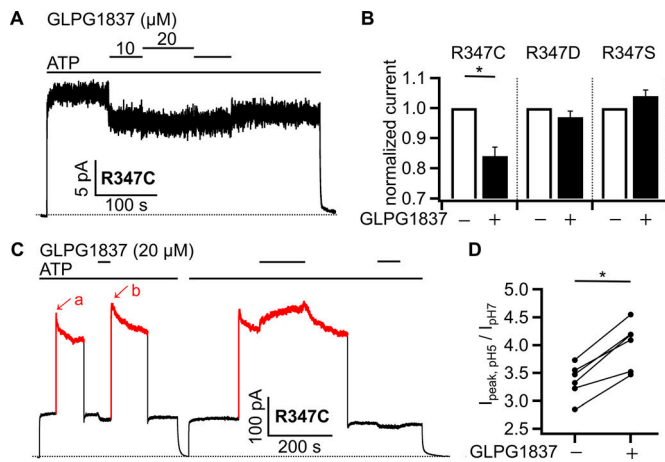 A
GLPG1837 (µM)
10
20
ATP
5 pA
R347C
100 s
B
R347C
R347D
R347S
*
normalized current
1.1
1.0
0.9
0.8
0.7
GLPG1837
− + − + − +
C
GLPG1837 (20 µM)
ATP
a
b
100 pA
R347C
200 s
D
*
I peak, pH5 / I pH7
5.0
4.5
4.0
3.5
3.0
2.5
GLPG1837
− +